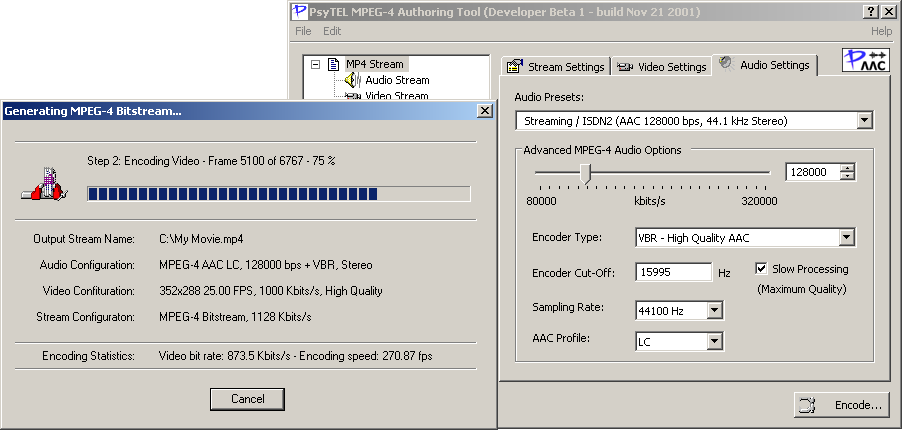 PsyTEL MPEG-4 Authoring Tool (Developer Beta 1 - build Nov 21 2001)
File Edit Help
MP4 Stream
Audio Stream
Video Stream
Stream Settings Video Settings Audio Settings
P ++ AAC
Audio Presets:
Streaming / ISDN2 (AAC 128000 bps, 44.1 kHz Stereo)
Advanced MPEG-4 Audio Options
128000
80000 kbits/s 320000
Encoder Type: VBR - High Quality AAC
Encoder Cut-Off: 15995 Hz Slow Processing
(Maximum Quality)
Sampling Rate: 44100 Hz
AAC Profile: LC
Encode...
Generating MPEG-4 Bitstream...
Step 2: Encoding Video - Frame 5100 of 6767 - 75 %
Output Stream Name: C:\My Movie.mp4
Audio Configuration: MPEG-4 AAC LC, 128000 bps + VBR, Stereo
Video Confituration: 352x288 25.00 FPS, 1000 Kbits/s, High Quality
Stream Configuraton: MPEG-4 Bitstream, 1128 Kbits/s
Encoding Statistics: Video bit rate: 873.5 Kbits/s - Encoding speed: 270.87 fps
Cancel